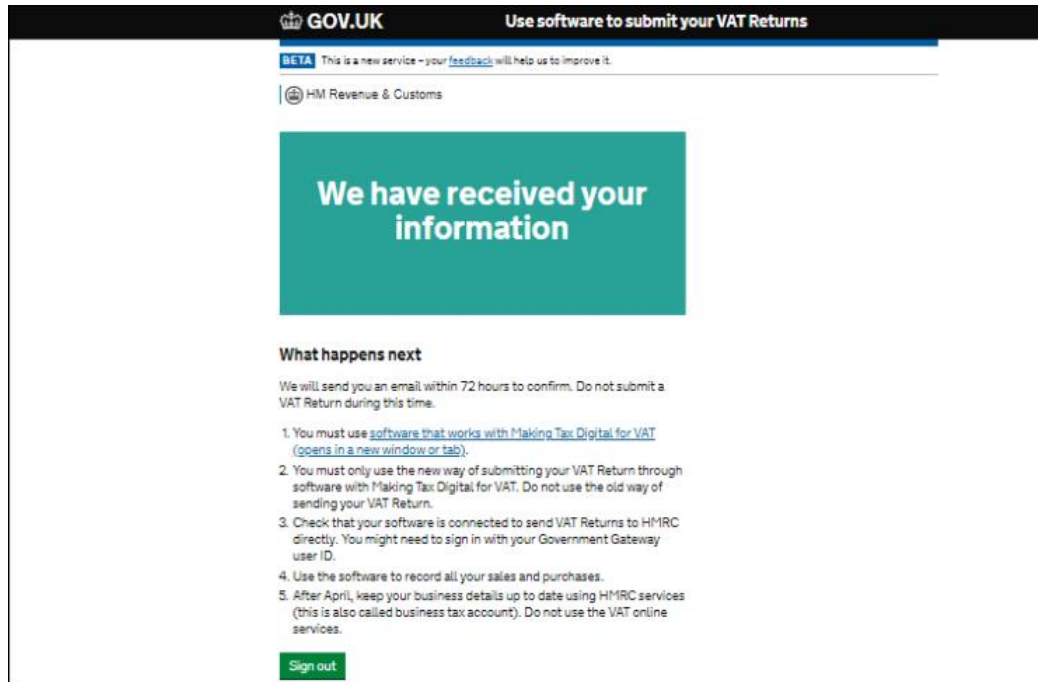 GOV.UK Use software to submit your VAT Returns
BETA This is a new service – your feedback will help us to improve it.
HM Revenue & Customs
We have received your
information
What happens next
We will send you an email within 72 hours to confirm. Do not submit a
VAT Return during this time.
1. You must use software that works with Making Tax Digital for VAT
(opens in a new window or tab).
2. You must only use the new way of submitting your VAT Return through
software with Making Tax Digital for VAT. Do not use the old way of
sending your VAT Return.
3. Check that your software is connected to send VAT Returns to HMRC
directly. You might need to sign in with your Government Gateway
user ID.
4. Use the software to record all your sales and purchases.
5. After April, keep your business details up to date using HMRC services
(this is also called business tax account). Do not use the VAT online
services.
Sign out